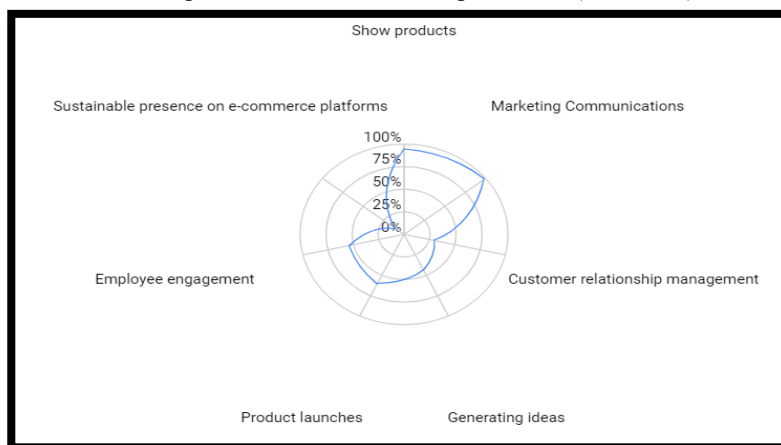 Show products
Sustainable presence on e-commerce platforms
Marketing Communications
100%
75%
50%
25%
0%
Employee engagement
Customer relationship management
Product launches
Generating ideas